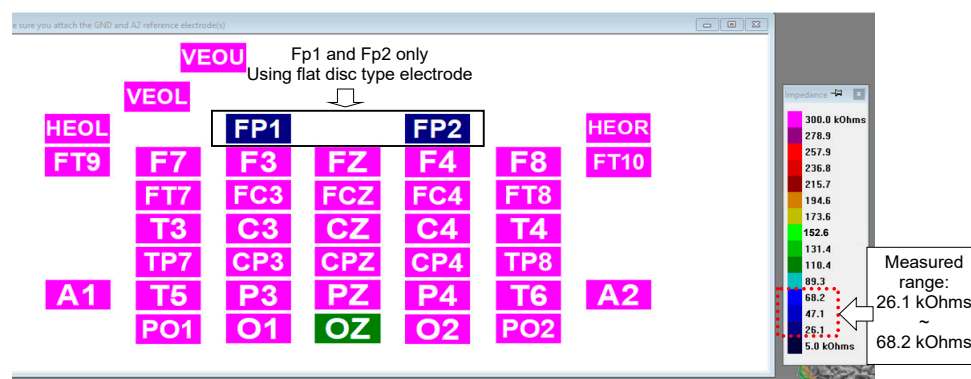 e sure you attach the GND and A2 reference electrode(s)
VEOU
Fp1 and Fp2 only
Using flat disc type electrode
VEOL
HEOL FP1 FP2 HEOR
FT9 F7 F3 FZ F4 F8 FT10
FT7 FC3 FCZ FC4 FT8
T3 C3 CZ C4 T4
TP7 CP3 CPZ CP4 TP8
A1 T5 P3 PZ P4 T6 A2
PO1 O1 OZ O2 PO2
Impedance
300.0 kOhms
278.9
257.9
236.8
215.7
194.6
173.6
152.6
131.4
110.4
89.3
68.2
47.1
26.1
5.0 kOhms
Measured
range:
26.1 kOhms
~
68.2 kOhms